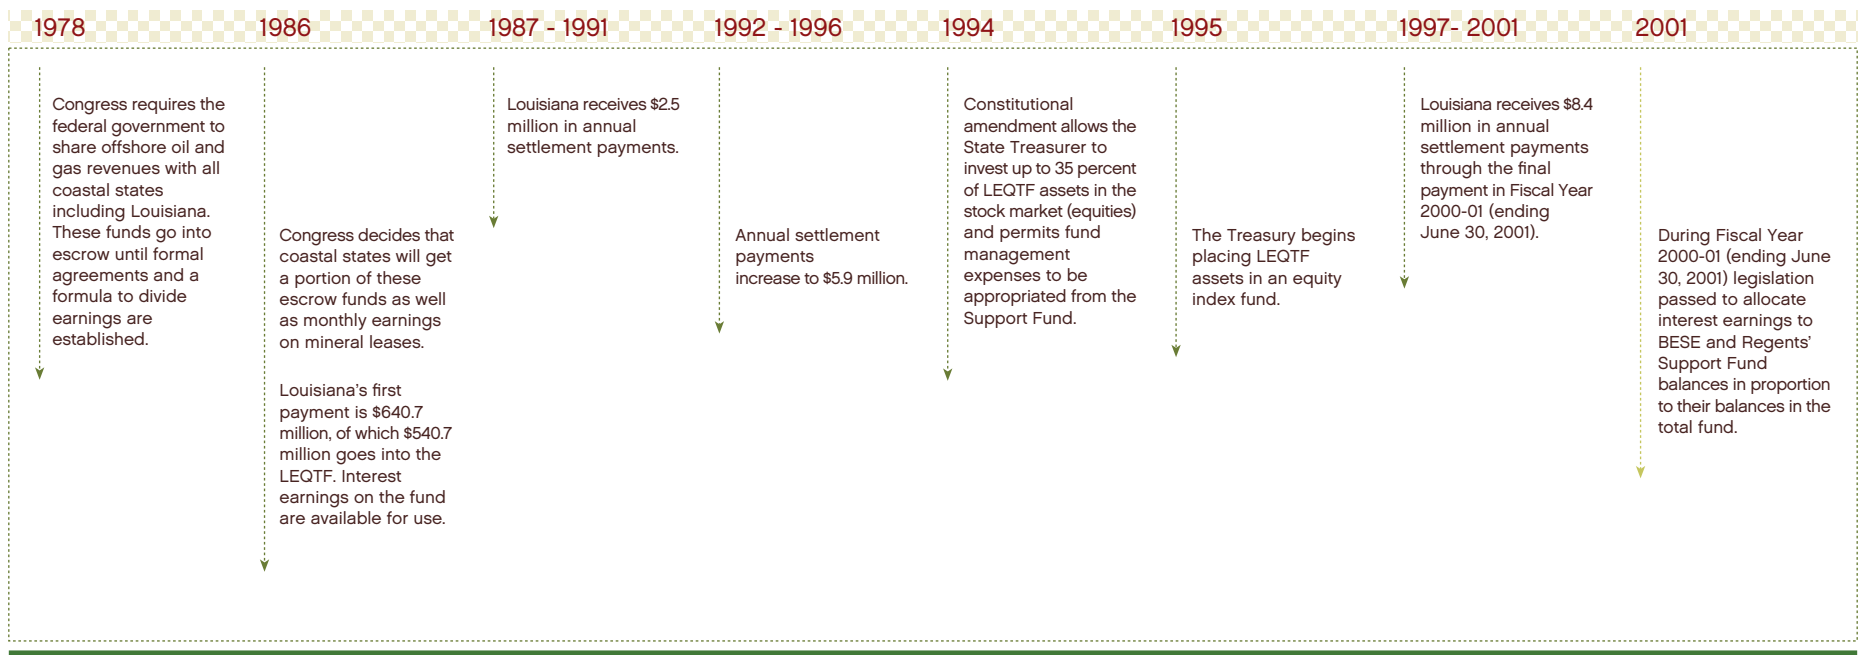 1978
Congress requires the
federal government to
share offshore oil and
gas revenues with all
coastal states
including Louisiana.
These funds go into
escrow until formal
agreements and a
formula to divide
earnings are
established.
1986
Congress decides that
coastal states will get
a portion of these
escrow funds as well
as monthly earnings
on mineral leases.
Louisiana's first
payment is $640.7
million, of which $540.7
million goes into the
LEQTF. Interest
earnings on the fund
are available for use.
1987 - 1991
Louisiana receives $2.5
million in annual
settlement payments.
1992 - 1996
Annual settlement
payments
increase to $5.9 million.
1994
Constitutional
amendment allows the
State Treasurer to
invest up to 35 percent
of LEQTF assets in the
stock market (equities)
and permits fund
management
expenses to be
appropriated from the
Support Fund.
1995
The Treasury begins
placing LEQTF
assets in an equity
index fund.
1997- 2001
Louisiana receives $8.4
million in annual
settlement payments
through the final
payment in Fiscal Year
2000-01 (ending
June 30, 2001).
2001
During Fiscal Year
2000-01 (ending June
30, 2001) legislation
passed to allocate
interest earnings to
BESE and Regents'
Support Fund
balances in proportion
to their balances in the
total fund.